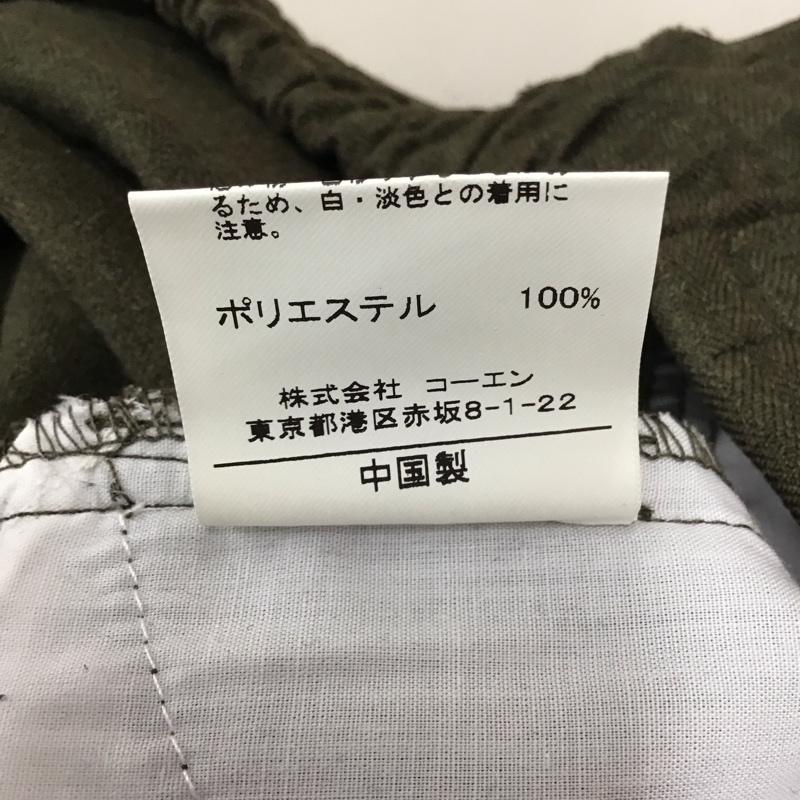 るため、白・淡色との着用に
注意。
ポリエステル 100%
株式会社 コーエン
東京都港区赤坂8-1-22
中国製